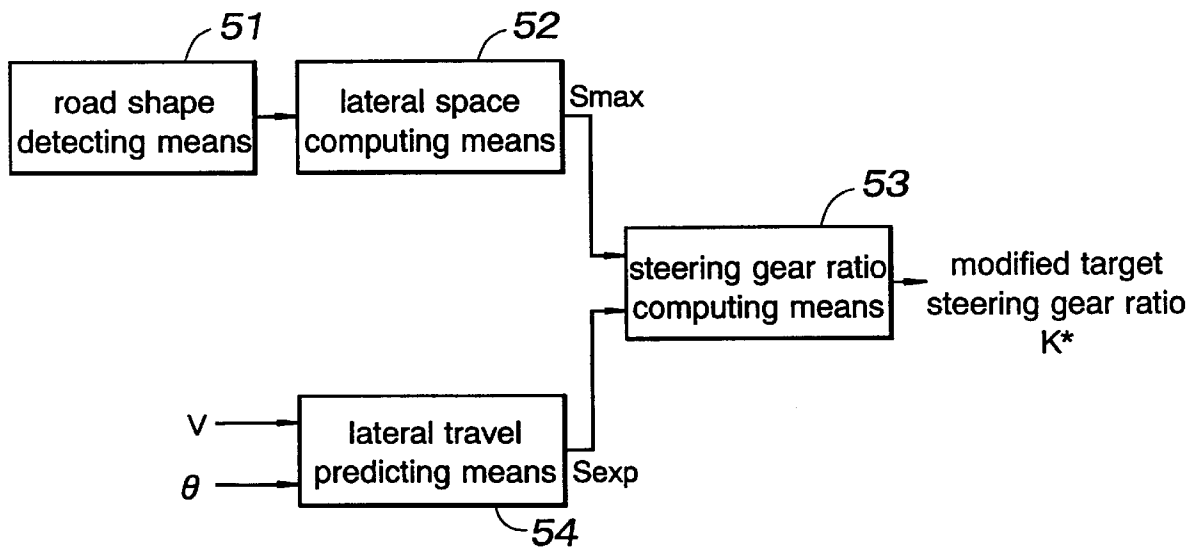 51
52
road shape
detecting means
lateral space
computing means
Smax
53
steering gear ratio
computing means
modified target
steering gear ratio
K*
V
θ
lateral travel
predicting means
Sexp
54